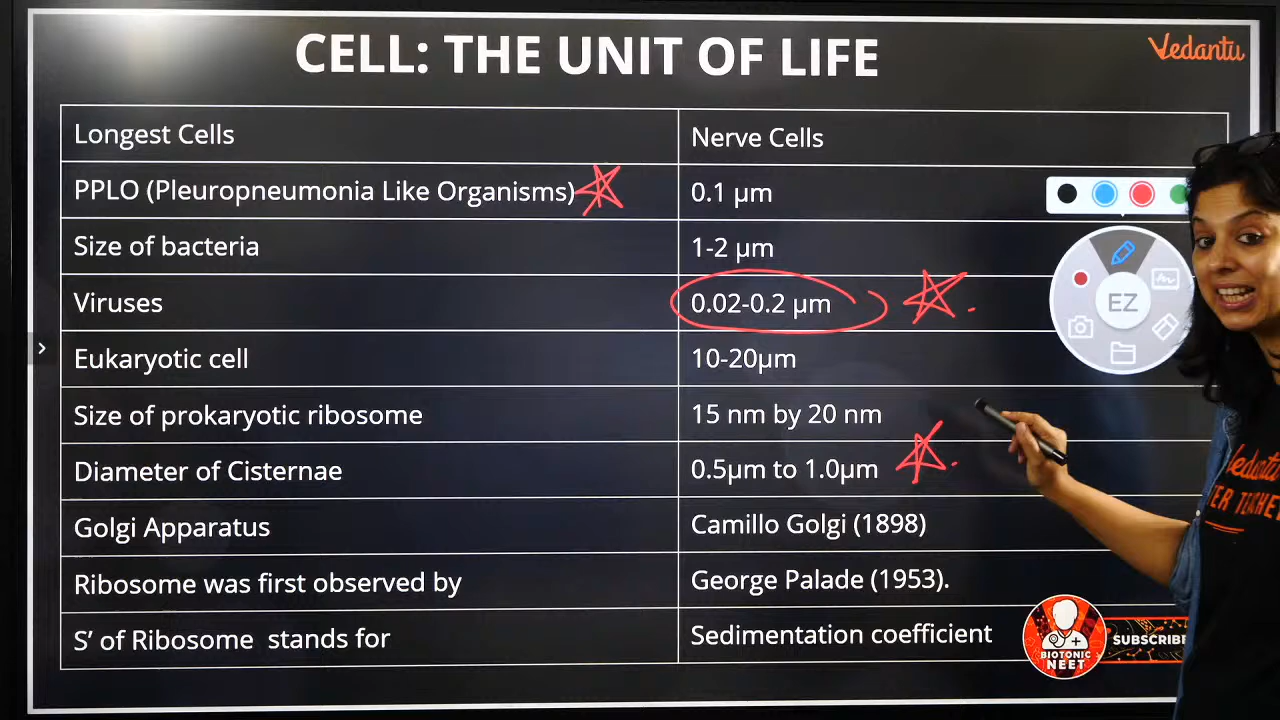 CELL: THE UNIT OF LIFE
Vedantu
Longest Cells
Nerve Cells
PPLO (Pleuropneumonia Like Organisms)
0.1 µm
Size of bacteria
1-2 µm
Viruses
0.02-0.2 µm
Eukaryotic cell
10-20µm
Size of prokaryotic ribosome
15 nm by 20 nm
Diameter of Cisternae
0.5µm to 1.0µm
Golgi Apparatus
Camillo Golgi (1898)
Ribosome was first observed by
George Palade (1953).
S’ of Ribosome stands for
Sedimentation coefficient
EZ
BIOTONIC
NEET
SUBSCRIBE
Vedantu